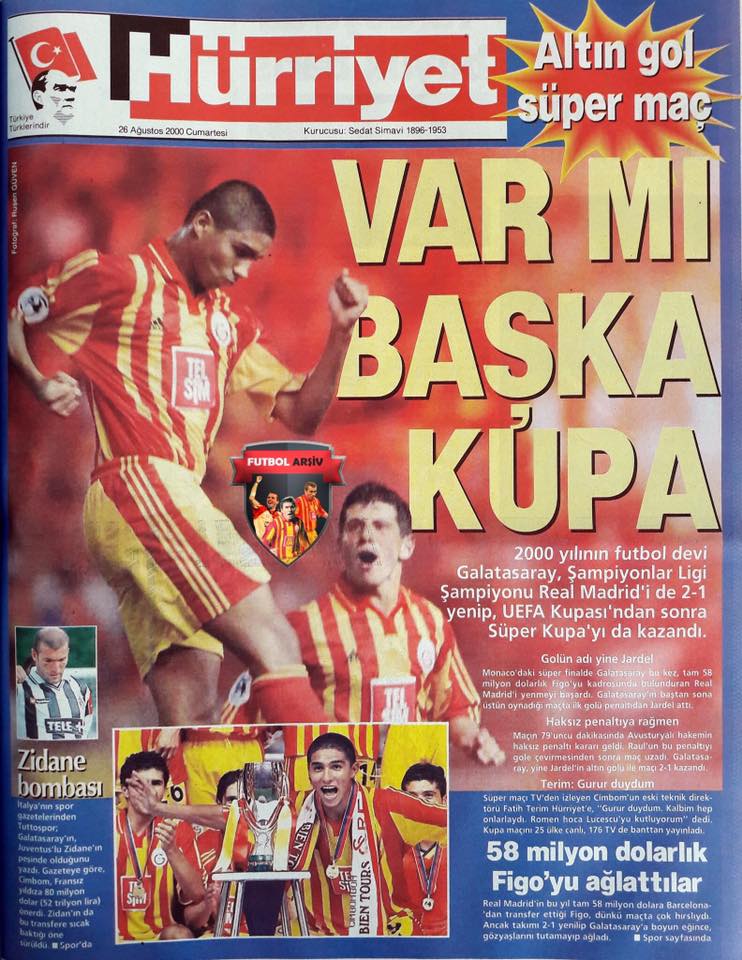 Türkiye
Türklerindir
Hürriyet
26 Ağustos 2000 Cumartesi
Kurucusu: Sedat Simavi 1896-1953
Altın gol
süper maç
Fotoğraf: Ruşen GÜVEN
VAR MI
BAŞKA
KUPA
TEL
SİM
FUTBOL ARŞİV
2000 yılının futbol devi
Galatasaray, Şampiyonlar Ligi
Şampiyonu Real Madrid'i de 2-1
yenip, UEFA Kupası'ndan sonra
Süper Kupa'yı da kazandı.
Golün adı yine Jardel
Monaco'daki süper finalde Galatasaray bu kez, tam 58
milyon dolarlık Figo'yu kadrosunda bulunduran Real
Madrid'i yenmeyi başardı. Galatasaray'ın baştan sona
üstün oynadığı maçta ilk golü penaltıdan Jardel attı.
Haksız penaltıya rağmen
Maçın 79'uncu dakikasında Avusturyalı hakemin
haksız penaltı kararı geldi. Raul'un bu penaltıyı
gole çevirmesinden sonra maç uzadı. Galatasa-
ray, yine Jardel'in altın golü ile maçı 2-1 kazandı.
Terim: Gurur duydum
Süper maçı TV'den izleyen Cimbom'un eski teknik direk-
törü Fatih Terim Hürriyet'e, "Gurur duydum. Kalbim hep
onlarlaydı. Romen hoca Lucescu'yu kutluyorum" dedi.
Kupa maçını 25 ülke canlı, 176 TV de banttan yayınladı.
58 milyon dolarlık
Figo'yu ağlattılar
Real Madrid'in bu yıl tam 58 milyon dolara Barcelona-
'dan transfer ettiği Figo, dünkü maçta çok hırslıydı.
Ancak takımı 2-1 yenilip Galatasaray'a boyun eğince,
gözyaşlarını tutamayıp ağladı. ■ Spor sayfasında
TELE+
Zidane
bombası
İtalya'nın spor
gazetelerinden
Tuttosport;
Galatasaray'ın,
Juventus'lu Zidane'ın
peşinde olduğunu
yazdı. Gazeteye göre,
Cimbom, Fransız
yıldıza 80 milyon
dolar (52 trilyon lira)
önerdi. Zidan'ın da
bu transfere sıcak
baktığı öne
sürüldü. ■ Spor'da
TEL
SİM
BIEN TOURS